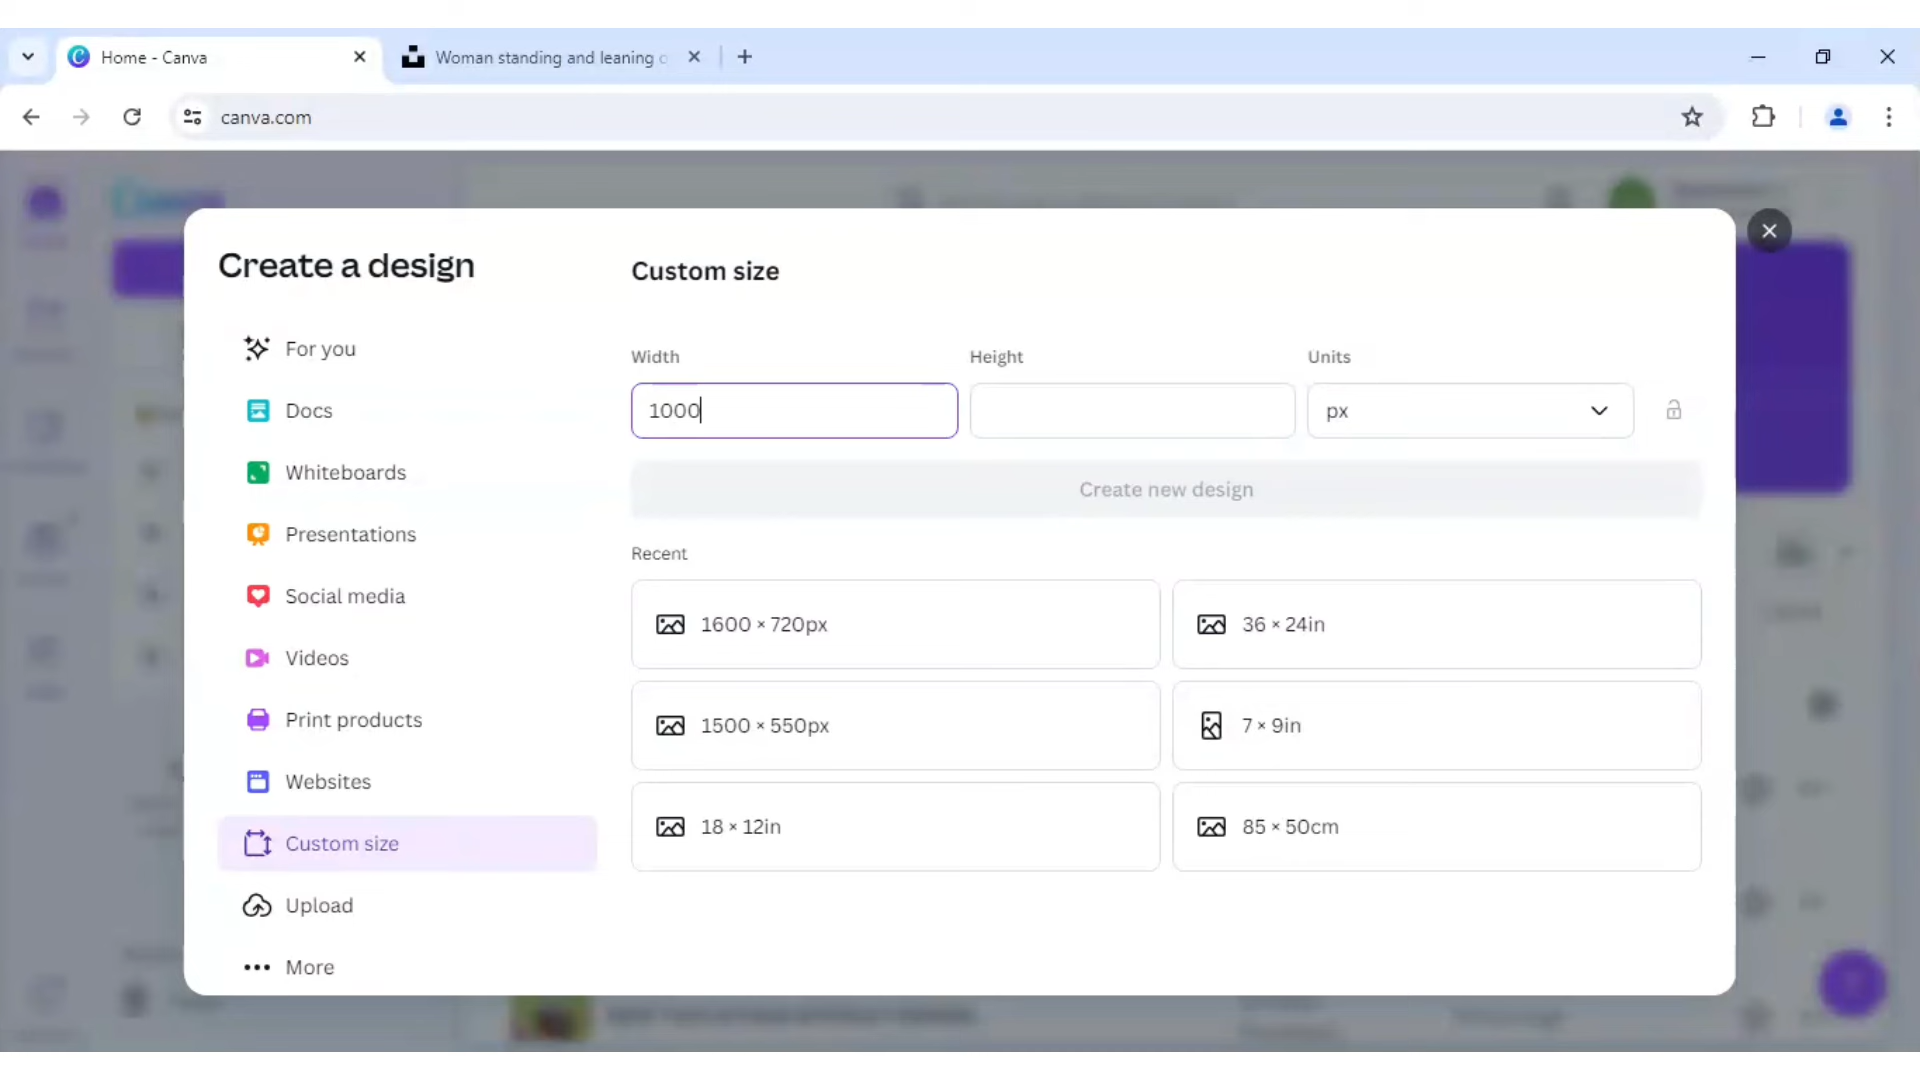 Home - Canva
Woman standing and leaning o
canva.com
Create a design
Custom size
For you
Docs
Whiteboards
Presentations
Social media
Videos
Print products
Websites
Custom size
Upload
More
Width
Height
Units
1000
px
Create new design
Recent
1600 × 720px
36 × 24in
1500 × 550px
7 × 9in
18 × 12in
85 × 50cm